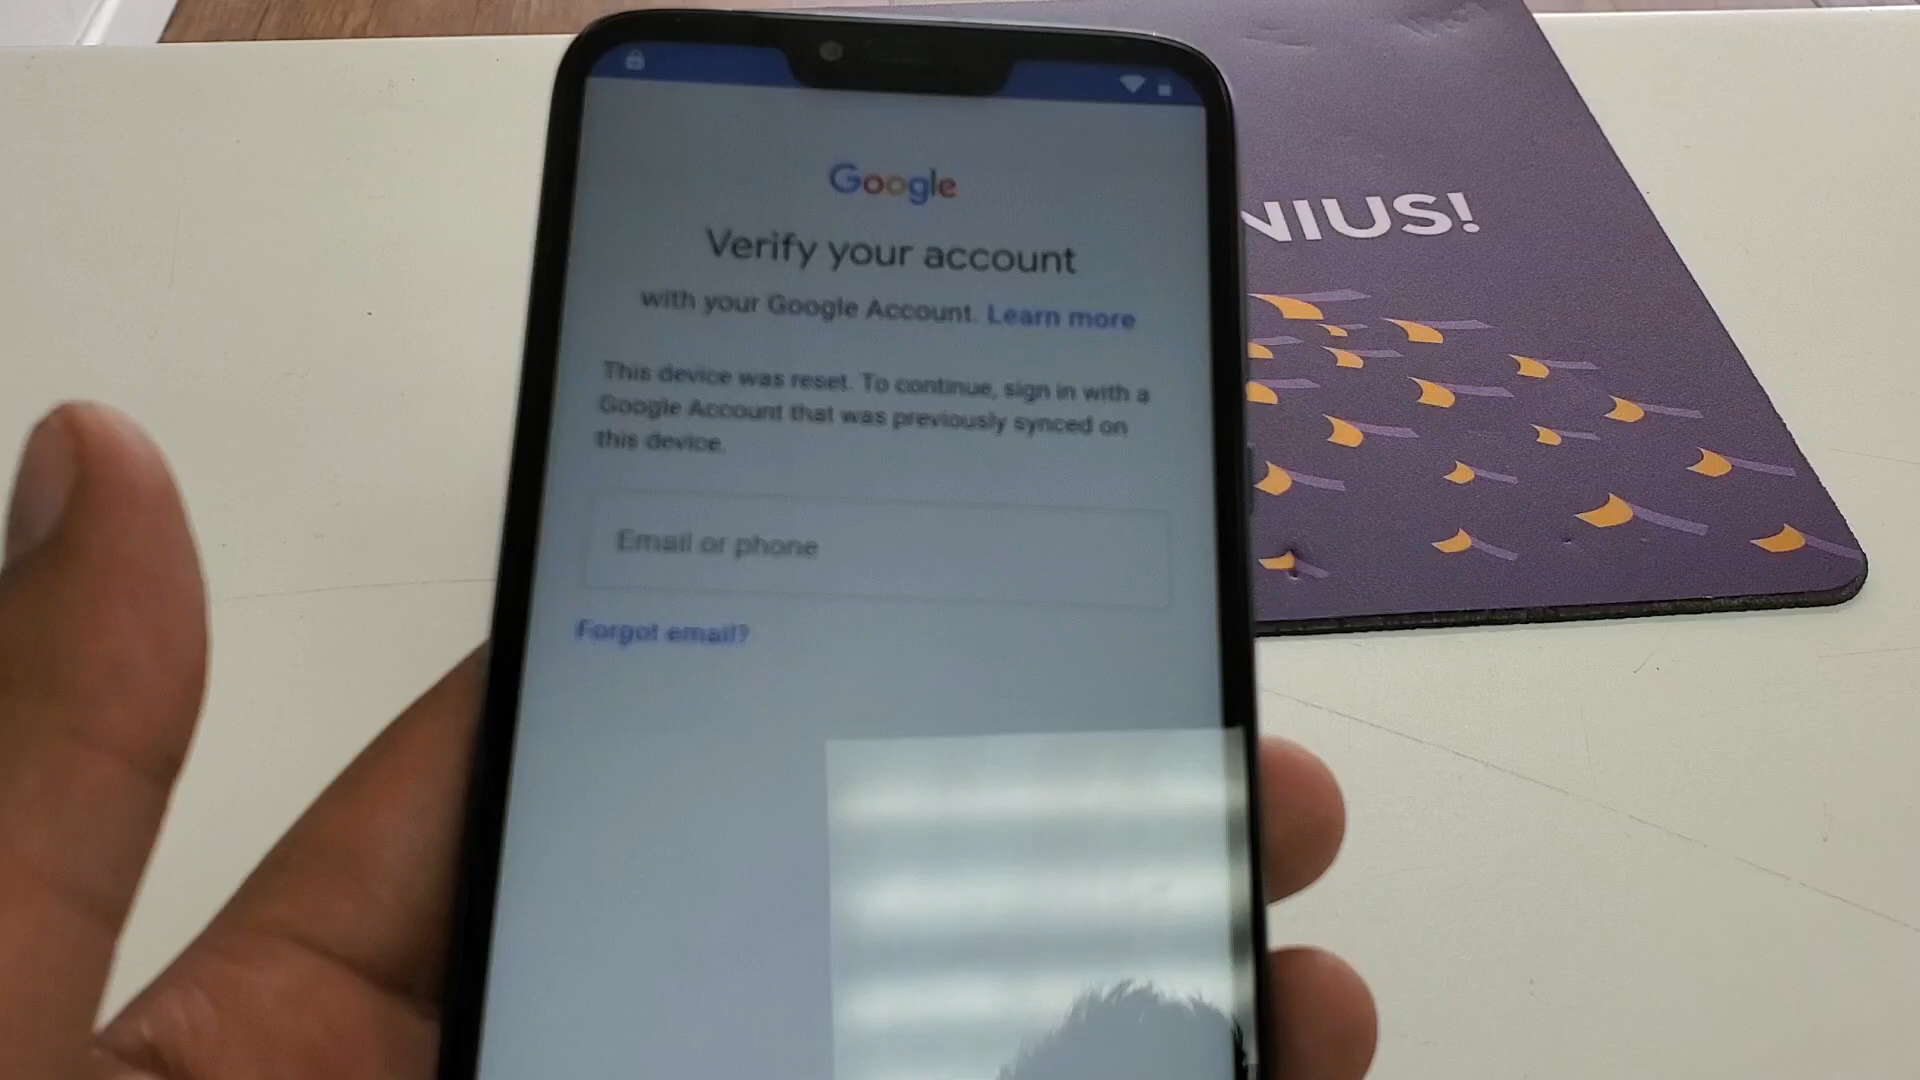 Google
Verify your account
with your Google Account. Learn more
This device was reset. To continue, sign in with a
Google Account that was previously synced on
this device.
Email or phone
Forgot email?
NIUS!